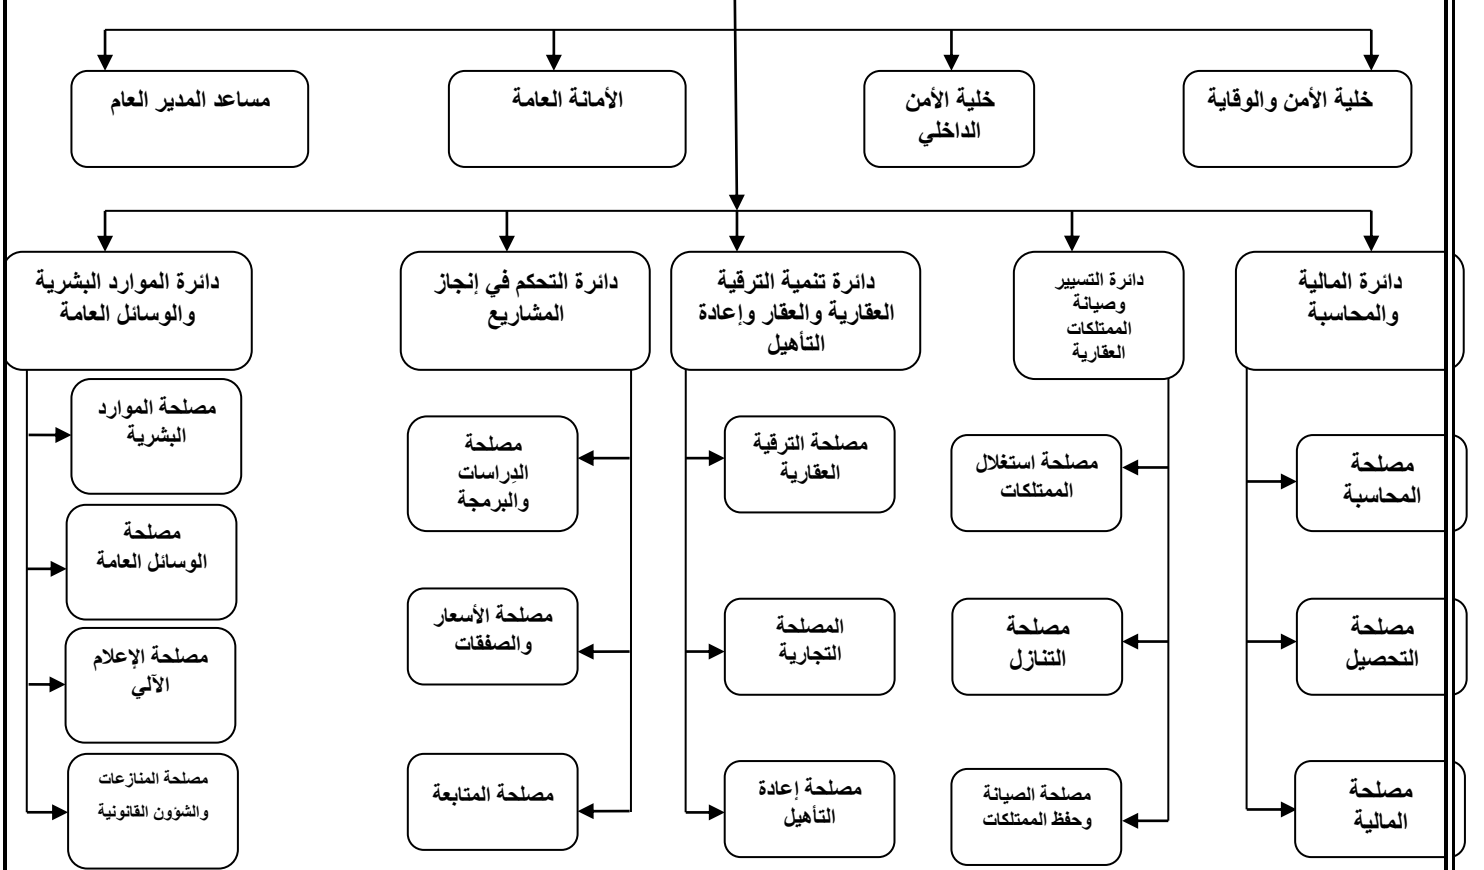 خلية الأمن والوقاية
خلية الأمن
الداخلي
الأمانة العامة
مساعد المدير العام
دائرة المالية
والمحاسبة
دائرة التسيير
وصيانة
الممتلكات
العقارية
دائرة تنمية الترقية
العقارية والعقار وإعادة
التأهيل
دائرة التحكم في إنجاز
المشاريع
دائرة الموارد البشرية
والوسائل العامة
مصلحة
المحاسبة
مصلحة
التحصيل
مصلحة
المالية
مصلحة استغلال
الممتلكات
مصلحة
التنازل
مصلحة الصيانة
وحفظ الممتلكات
مصلحة الترقية
العقارية
المصلحة
التجارية
مصلحة إعادة
التأهيل
مصلحة
الدِراسات
والبرمجة
مصلحة الأسعار
والصفقات
مصلحة المتابعة
مصلحة الموارد
البشرية
مصلحة
الوسائل العامة
مصلحة الإعلام
الآلي
مصلحة المنازعات
والشؤون القانونية